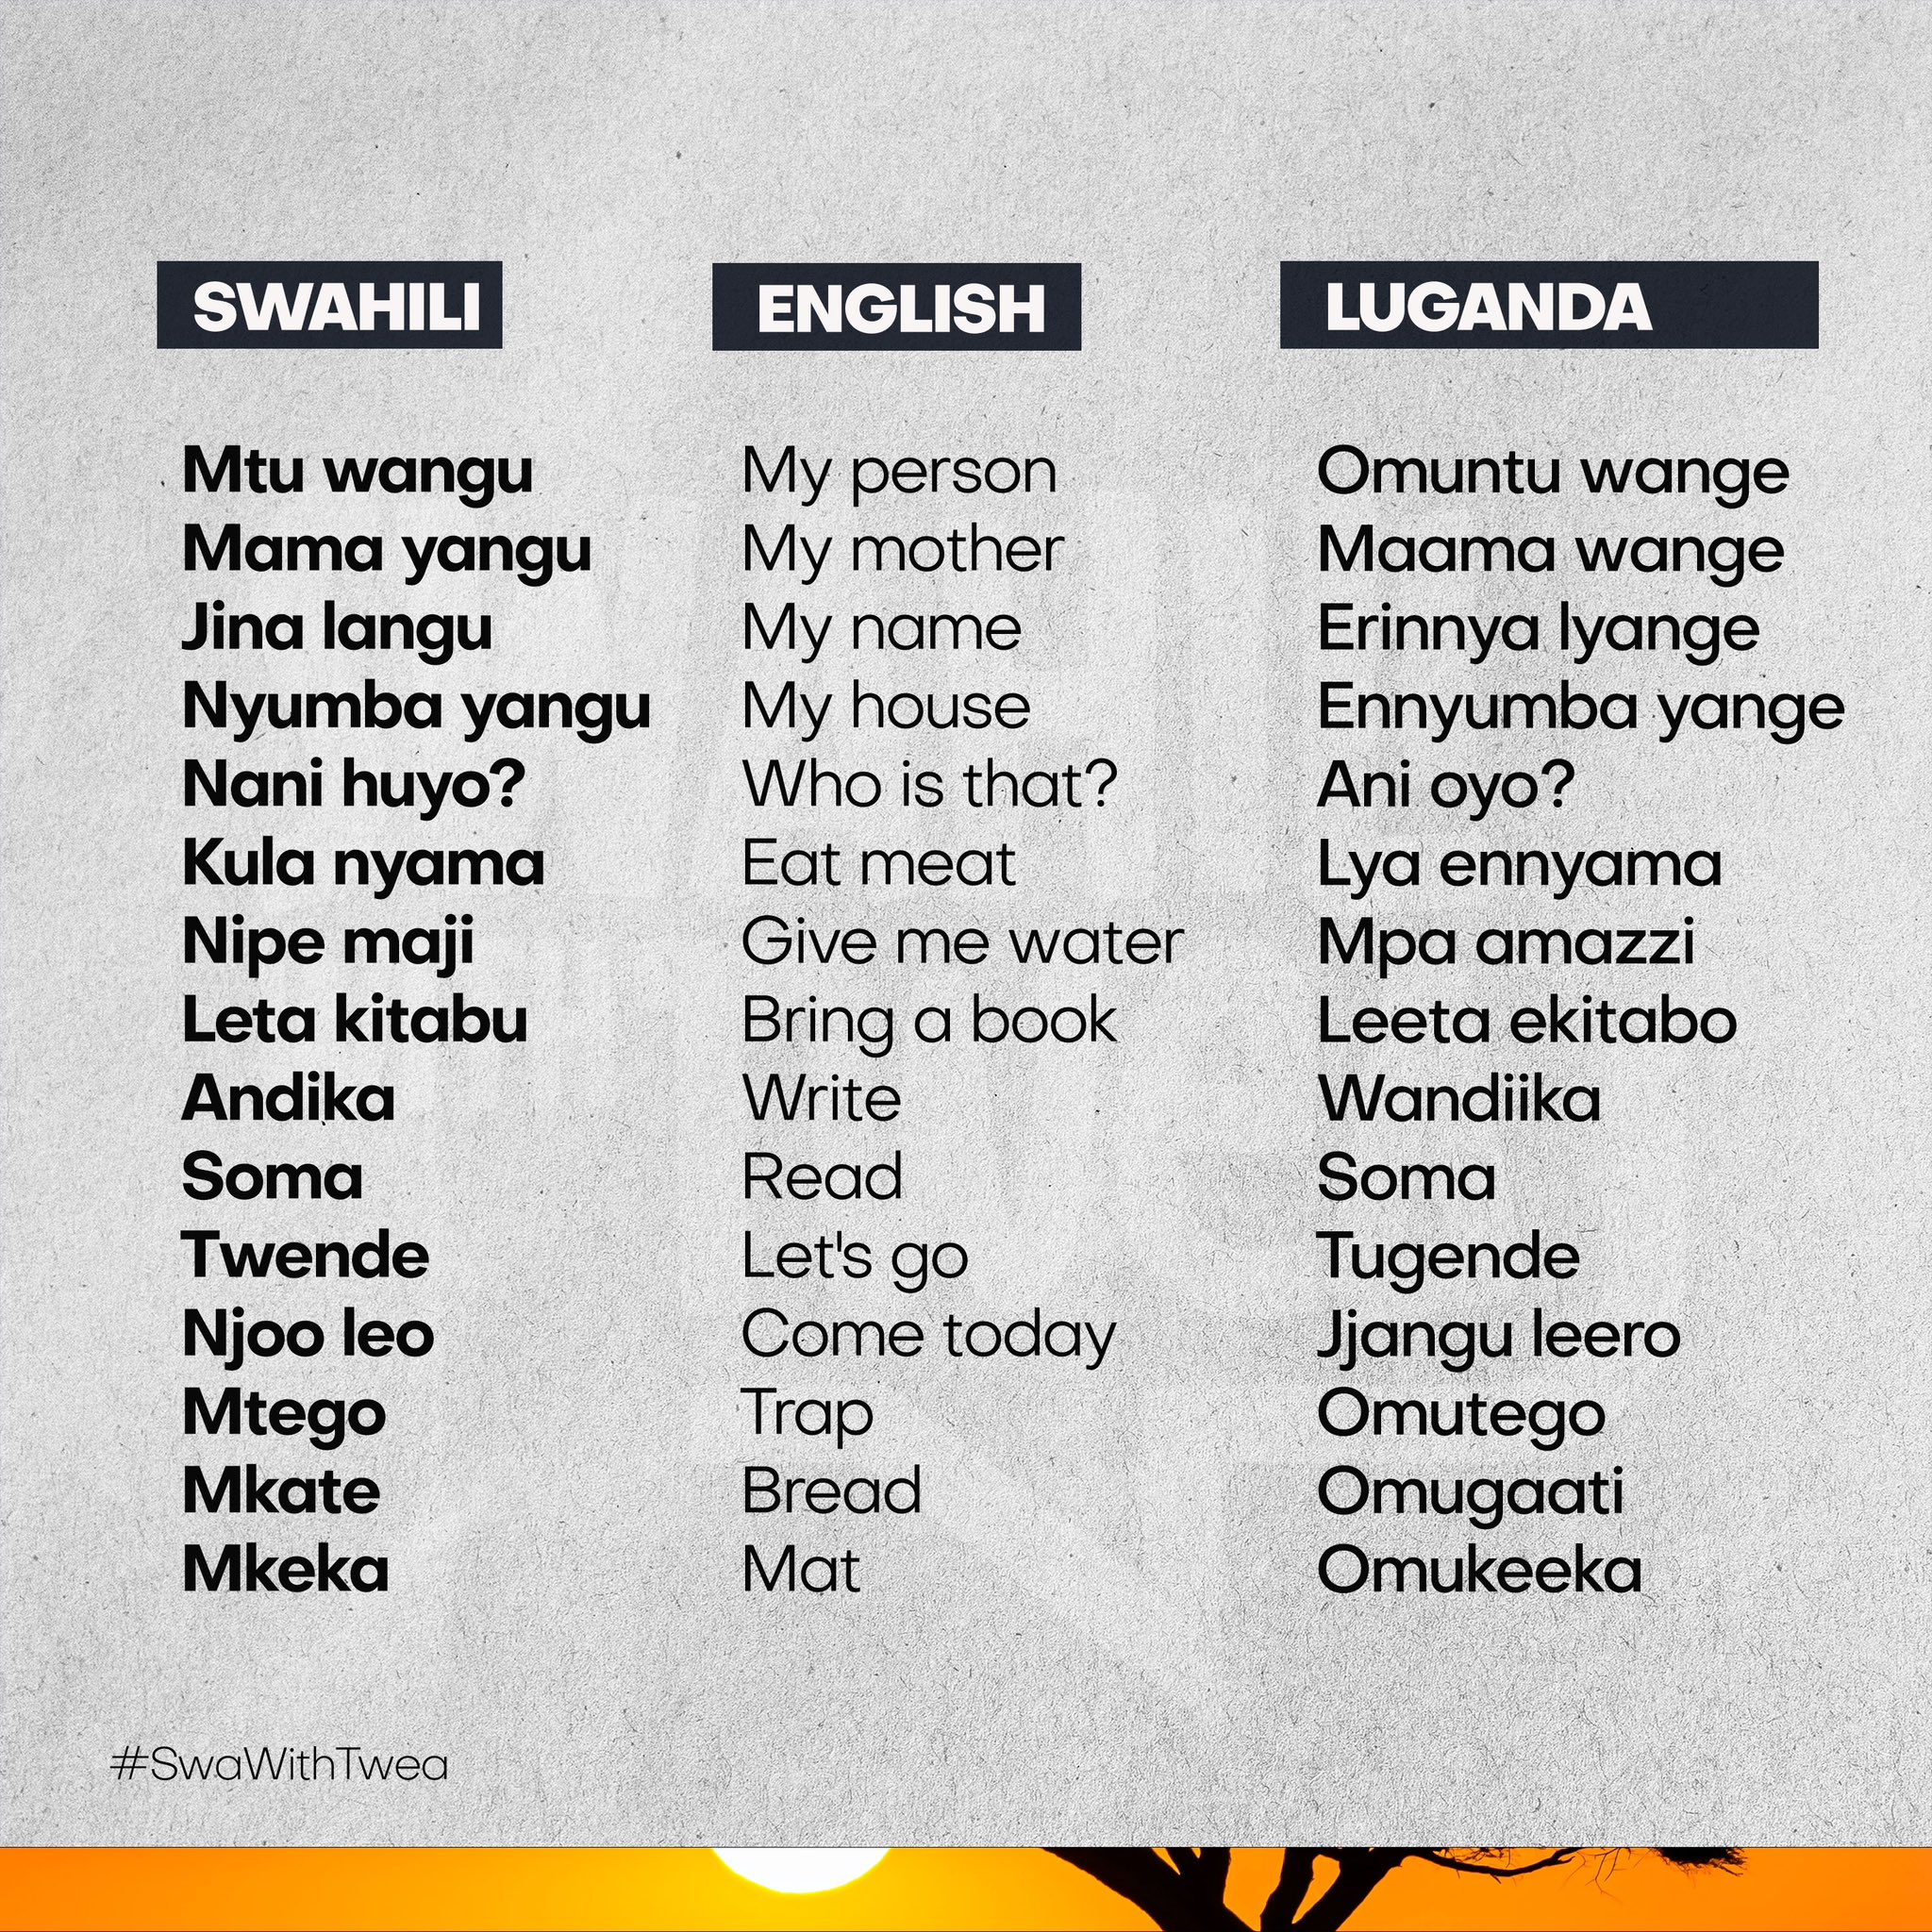 SWAHILI ENGLISH LUGANDA
Mtu wangu My person Omuntu wange
Mama yangu My mother Maama wange
Jina langu My name Erinnya lyange
Nyumba yangu My house Ennyumba yange
Nani huyo? Who is that? Ani oyo?
Kula nyama Eat meat Lya ennyama
Nipe maji Give me water Mpa amazzi
Leta kitabu Bring a book Leeta ekitabo
Andika Write Wandiika
Soma Read Soma
Twende Let's go Tugende
Njoo leo Come today Jjangu leero
Mtego Trap Omutego
Mkate Bread Omugaati
Mkeka Mat Omukeeka
#SwaWithTwea